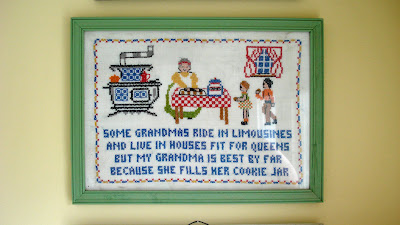 SOME GRANDMAS RIDE IN LIMOUSINES
AND LIVE IN HOUSES FIT FOR QUEENS
BUT MY GRANDMA IS BEST BY FAR
BECAUSE SHE FILLS HER COOKIE JAR